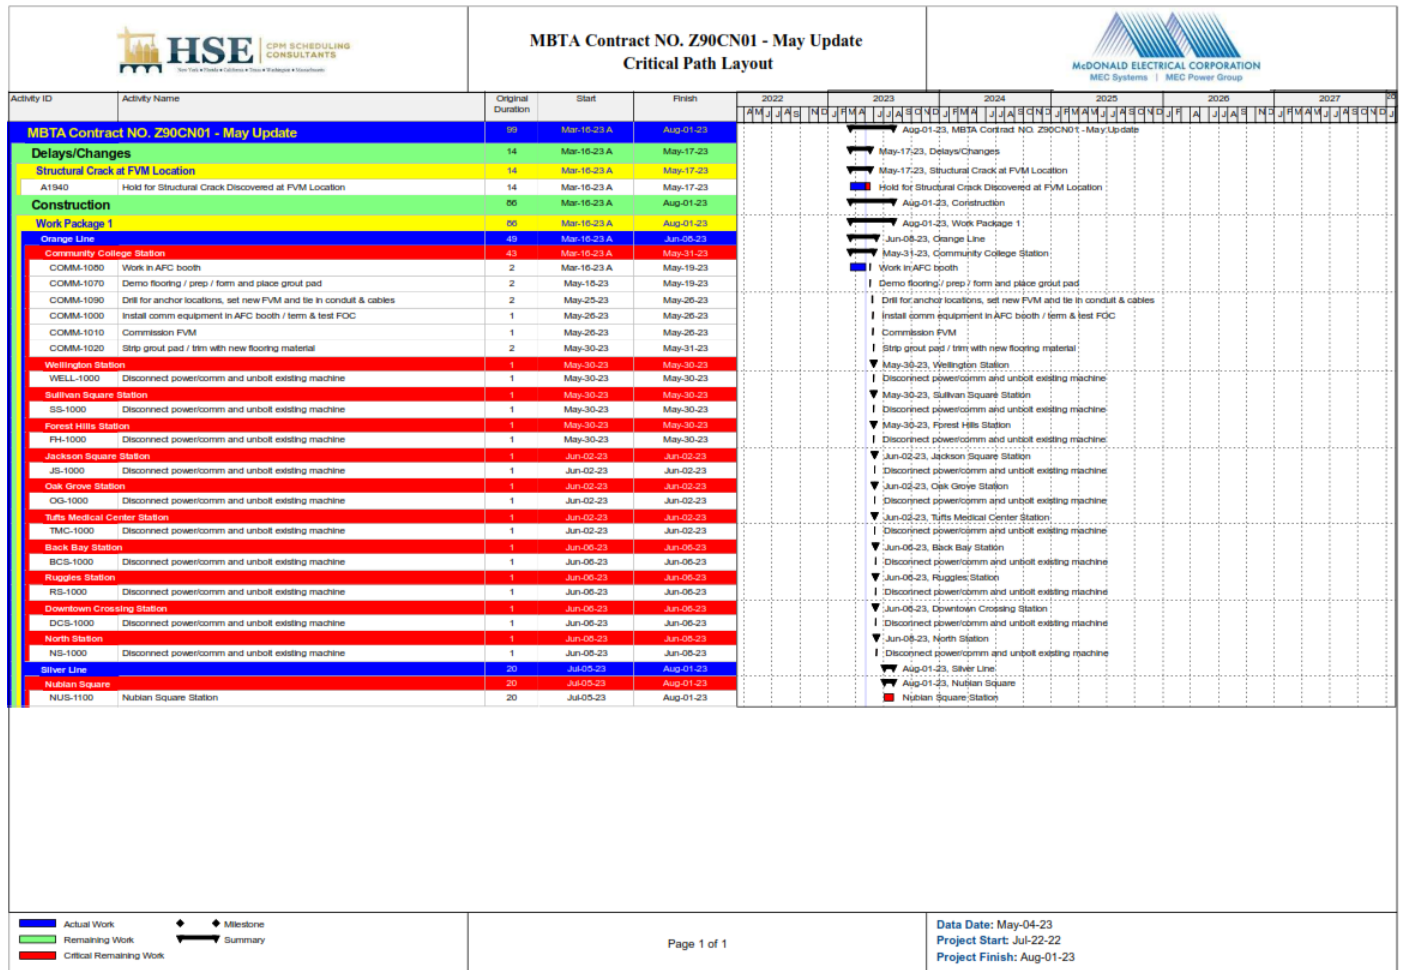 HSE CPM SCHEDULING CONSULTANTS
New York • Florida • California • Texas • Washington • Massachusetts
MBTA Contract NO. Z90CN01 - May Update
Critical Path Layout
McDONALD ELECTRICAL CORPORATION
MEC Systems | MEC Power Group
Activity ID Activity Name Original Duration Start Finish 2022 2023 2024 2025 2026 2027
MBTA Contract NO. Z90CN01 - May Update 99 Mar-16-23 A Aug-01-23 Aug-01-23, MBTA Contract NO. Z90CN01 - May Update
Delays/Changes 14 Mar-16-23 A May-17-23 May-17-23, Delays/Changes
Structural Crack at FVM Location 14 Mar-16-23 A May-17-23 May-17-23, Structural Crack at FVM Location
A1940 Hold for Structural Crack Discovered at FVM Location 14 Mar-16-23 A May-17-23 Hold for Structural Crack Discovered at FVM Location
Construction 86 Mar-16-23 A Aug-01-23 Aug-01-23, Construction
Work Package 1 86 Mar-16-23 A Aug-01-23 Aug-01-23, Work Package 1
Orange Line 49 Mar-16-23 A Jun-08-23 Jun-08-23, Orange Line
Community College Station 43 Mar-16-23 A May-31-23 May-31-23, Community College Station
COMM-1080 Work in AFC booth 2 Mar-16-23 A May-19-23 Work in AFC booth
COMM-1070 Demo flooring / prep / form and place grout pad 2 May-18-23 May-19-23 Demo flooring / prep / form and place grout pad
COMM-1090 Drill for anchor locations, set new FVM and tie in conduit & cables 2 May-25-23 May-26-23 Drill for anchor locations, set new FVM and tie in conduit & cables
COMM-1000 Install comm equipment in AFC booth / term & test FOC 1 May-26-23 May-26-23 Install comm equipment in AFC booth / term & test FOC
COMM-1010 Commission FVM 1 May-26-23 May-26-23 Commission FVM
COMM-1020 Strip grout pad / trim with new flooring material 2 May-30-23 May-31-23 Strip grout pad / trim with new flooring material
Wellington Station 1 May-30-23 May-30-23 May-30-23, Wellington Station
WELL-1000 Disconnect power/comm and unbolt existing machine 1 May-30-23 May-30-23 Disconnect power/comm and unbolt existing machine
Sullivan Square Station 1 May-30-23 May-30-23 May-30-23, Sullivan Square Station
SS-1000 Disconnect power/comm and unbolt existing machine 1 May-30-23 May-30-23 Disconnect power/comm and unbolt existing machine
Forest Hills Station 1 May-30-23 May-30-23 May-30-23, Forest Hills Station
FH-1000 Disconnect power/comm and unbolt existing machine 1 May-30-23 May-30-23 Disconnect power/comm and unbolt existing machine
Jackson Square Station 1 Jun-02-23 Jun-02-23 Jun-02-23, Jackson Square Station
JS-1000 Disconnect power/comm and unbolt existing machine 1 Jun-02-23 Jun-02-23 Disconnect power/comm and unbolt existing machine
Oak Grove Station 1 Jun-02-23 Jun-02-23 Jun-02-23, Oak Grove Station
OG-1000 Disconnect power/comm and unbolt existing machine 1 Jun-02-23 Jun-02-23 Disconnect power/comm and unbolt existing machine
Tufts Medical Center Station 1 Jun-02-23 Jun-02-23 Jun-02-23, Tufts Medical Center Station
TMC-1000 Disconnect power/comm and unbolt existing machine 1 Jun-02-23 Jun-02-23 Disconnect power/comm and unbolt existing machine
Back Bay Station 1 Jun-06-23 Jun-06-23 Jun-06-23, Back Bay Station
BCS-1000 Disconnect power/comm and unbolt existing machine 1 Jun-06-23 Jun-06-23 Disconnect power/comm and unbolt existing machine
Ruggles Station 1 Jun-06-23 Jun-06-23 Jun-06-23, Ruggles Station
RS-1000 Disconnect power/comm and unbolt existing machine 1 Jun-06-23 Jun-06-23 Disconnect power/comm and unbolt existing machine
Downtown Crossing Station 1 Jun-06-23 Jun-06-23 Jun-06-23, Downtown Crossing Station
DCS-1000 Disconnect power/comm and unbolt existing machine 1 Jun-06-23 Jun-06-23 Disconnect power/comm and unbolt existing machine
North Station 1 Jun-08-23 Jun-08-23 Jun-08-23, North Station
NS-1000 Disconnect power/comm and unbolt existing machine 1 Jun-08-23 Jun-08-23 Disconnect power/comm and unbolt existing machine
Silver Line 20 Jul-05-23 Aug-01-23 Aug-01-23, Silver Line
Nubian Square 20 Jul-05-23 Aug-01-23 Aug-01-23, Nubian Square
NUS-1100 Nubian Square Station 20 Jul-05-23 Aug-01-23 Nubian Square Station
Actual Work Milestone
Remaining Work Summary
Critical Remaining Work
Page 1 of 1
Data Date: May-04-23
Project Start: Jul-22-22
Project Finish: Aug-01-23